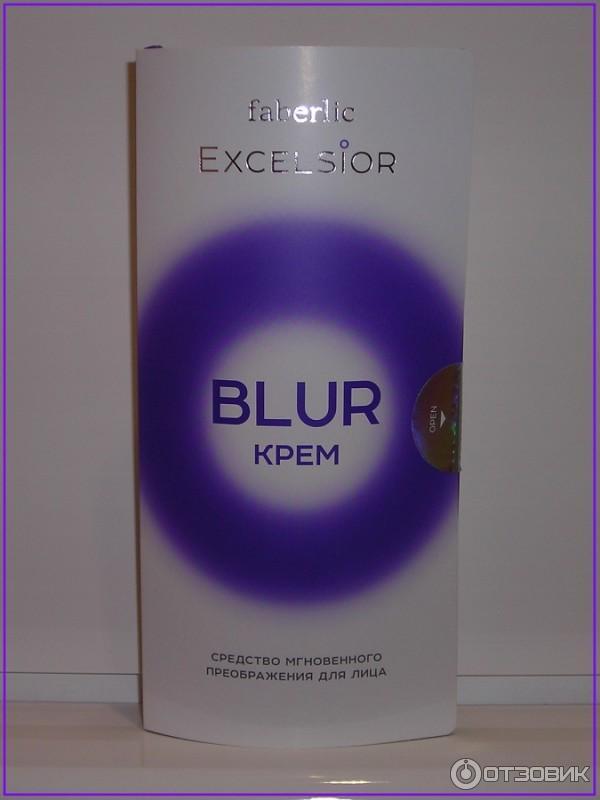 faberlic
EXCELSIOR
BLUR
КРЕМ
OPEN
СРЕДСТВО МГНОВЕННОГО
ПРЕОБРАЖЕНИЯ ДЛЯ ЛИЦА
ОТЗОВИК